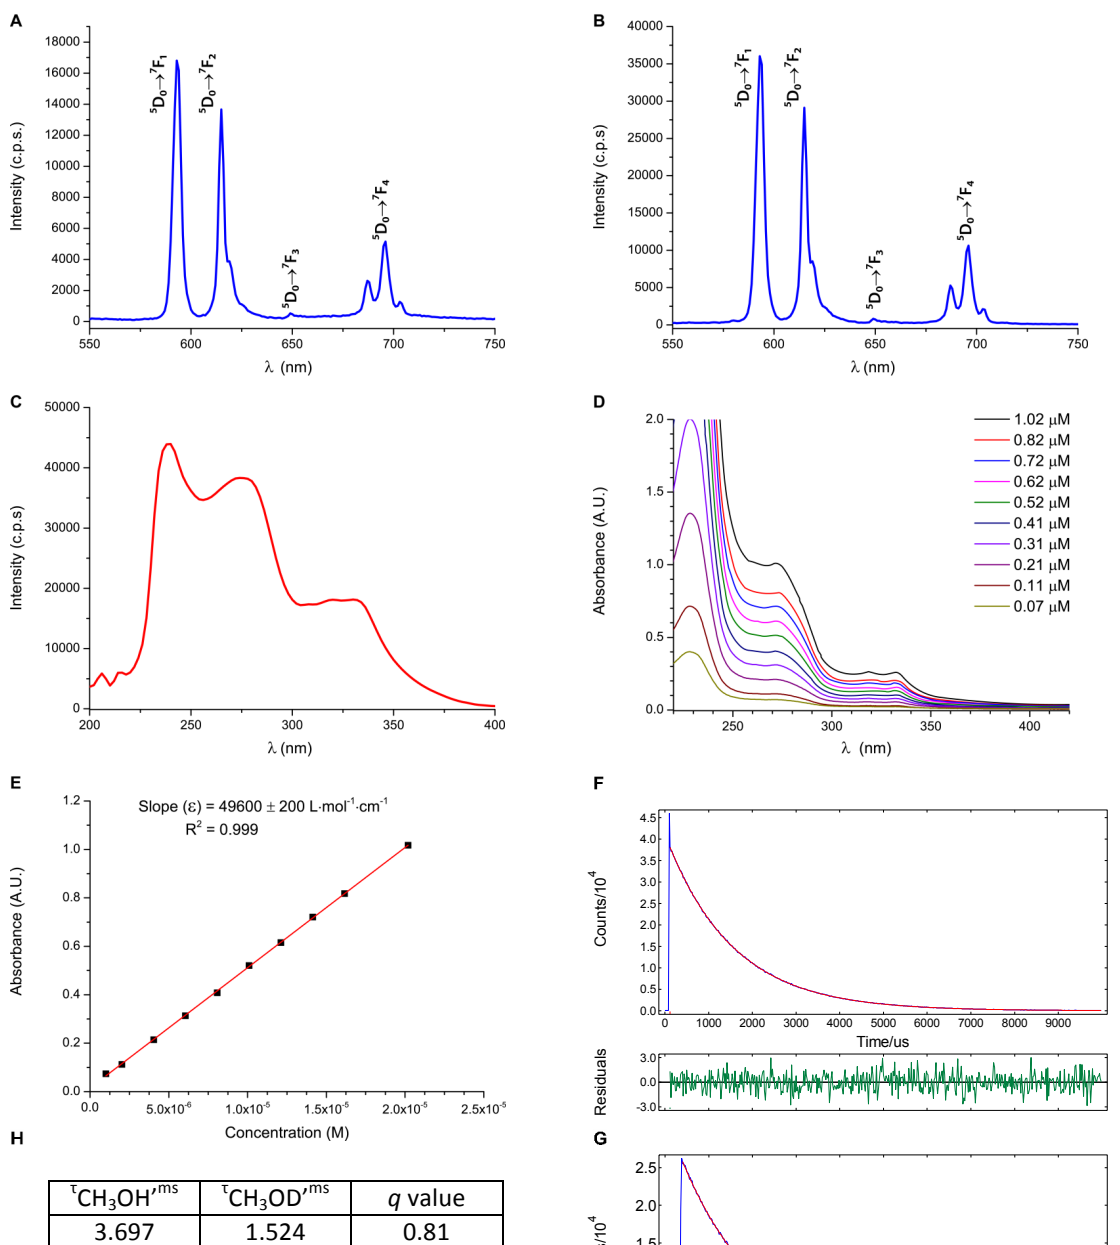 A
18000
16000
14000
12000
10000
8000
6000
4000
2000
0
Intensity (c.p.s.)
⁵D₀→⁷F₁
⁵D₀→⁷F₂
⁵D₀→⁷F₃
⁵D₀→⁷F₄
550 600 650 700 750
λ (nm)
B
40000
35000
30000
25000
20000
15000
10000
5000
0
Intensity (c.p.s)
⁵D₀→⁷F₁
⁵D₀→⁷F₂
⁵D₀→⁷F₃
⁵D₀→⁷F₄
550 600 650 700 750
λ (nm)
C
50000
40000
30000
20000
10000
0
Intensity (c.p.s)
200 250 300 350 400
λ (nm)
D
2.0
1.5
1.0
0.5
0.0
Absorbance (A.U.)
1.02 μM
0.82 μM
0.72 μM
0.62 μM
0.52 μM
0.41 μM
0.31 μM
0.21 μM
0.11 μM
0.07 μM
250 300 350 400
λ (nm)
E
Slope (ε) = 49600 ± 200 L·mol⁻¹·cm⁻¹
R² = 0.999
1.2
1.0
0.8
0.6
0.4
0.2
0.0
Absorbance (A.U.)
0.0 5.0x10⁻⁶ 1.0x10⁻⁵ 1.5x10⁻⁵ 2.0x10⁻⁵ 2.5x10⁻⁵
Concentration (M)
F
4.5
4.0
3.5
3.0
2.5
2.0
1.5
1.0
0.5
0.0
Counts/10⁴
0 1000 2000 3000 4000 5000 6000 7000 8000 9000
Time/us
3.0
0.0
-3.0
Residuals
H
τCH₃OH,ms τCH₃OD,ms q value
3.697 1.524 0.81
G
2.5
2.0
1.5